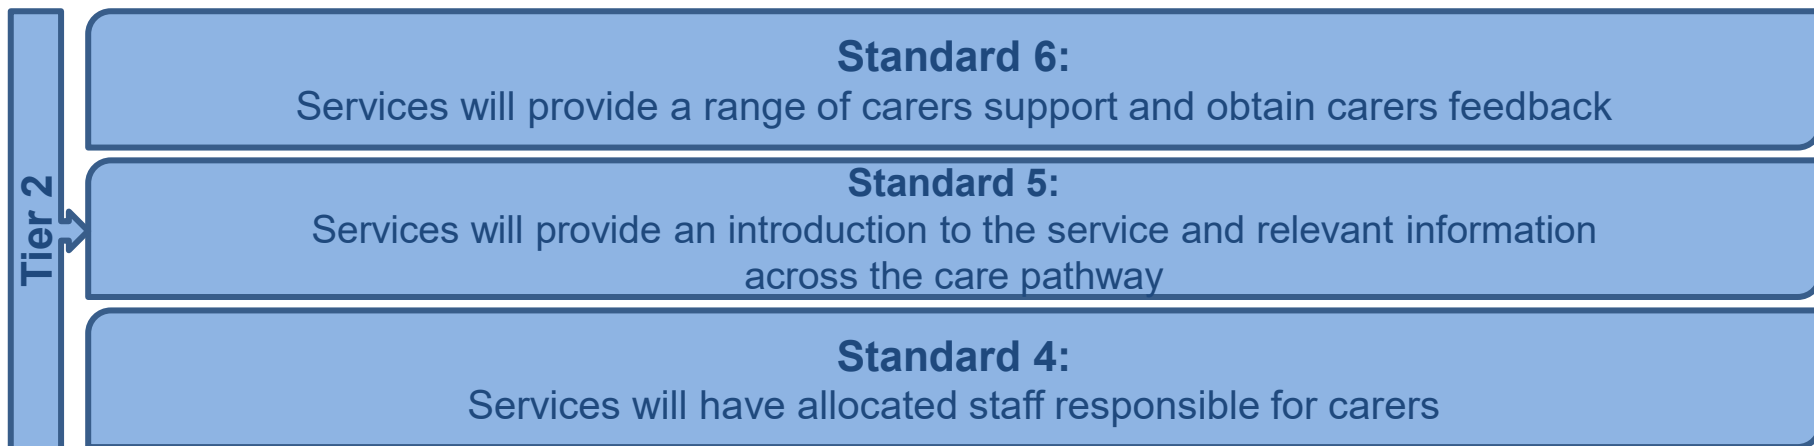 Tier 2
Standard 6:
Services will provide a range of carers support and obtain carers feedback
Standard 5:
Services will provide an introduction to the service and relevant information
across the care pathway
Standard 4:
Services will have allocated staff responsible for carers